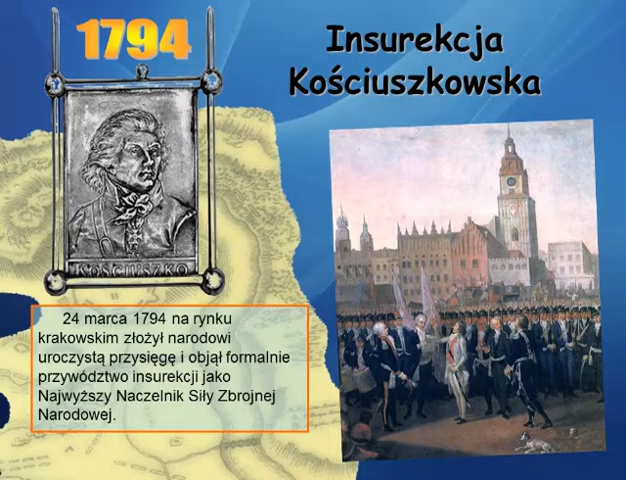 1794
Insurekcja
Kościuszkowska
KOŚCIUSZKO
24 marca 1794 na rynku
krakowskim złożył narodowi
uroczystą przysięgę i objął formalnie
przywództwo insurekcji jako
Najwyższy Naczelnik Siły Zbrojnej
Narodowej.